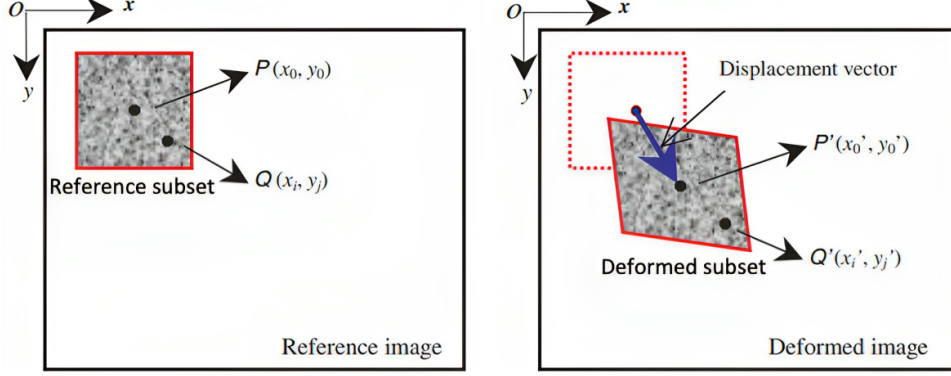 O x
y
P (x₀, y₀)
Q (xᵢ, yⱼ)
Reference subset
Reference image
O x
y
Displacement vector
P’(x₀’, y₀’)
Q’(xᵢ’, yⱼ’)
Deformed subset
Deformed image